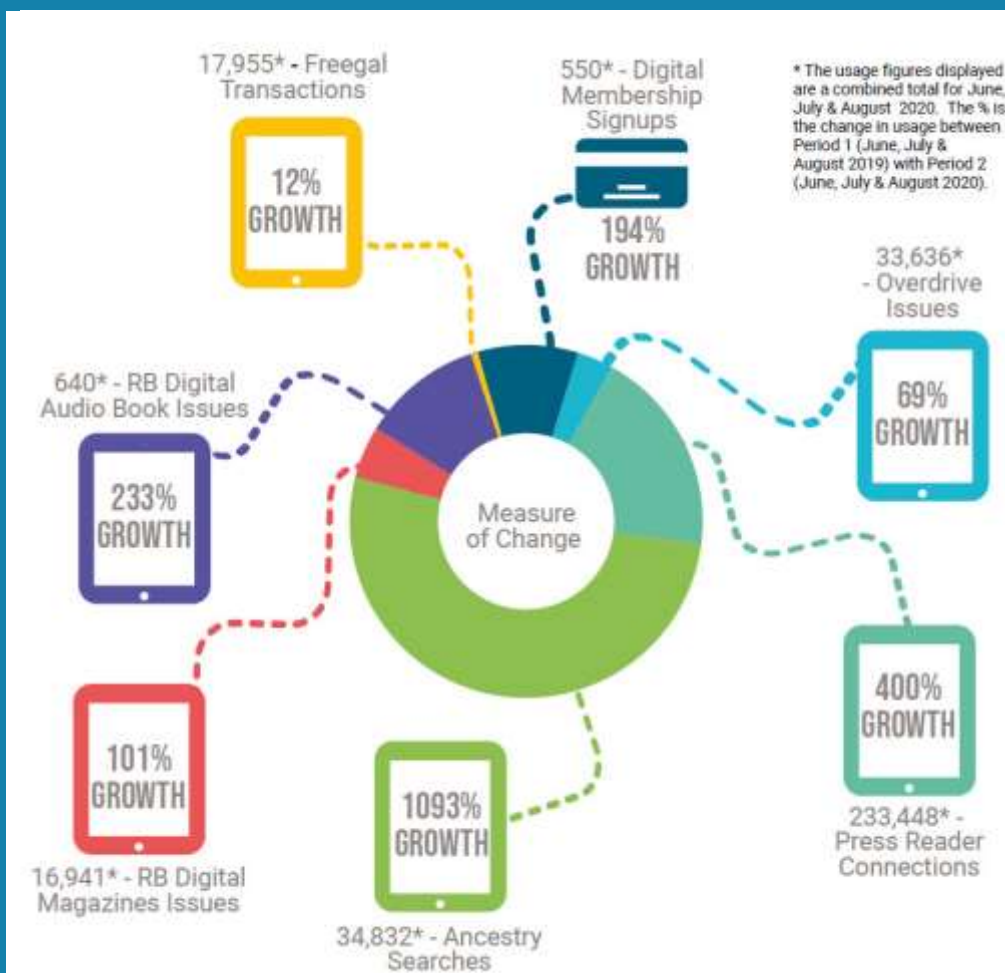 17,955* - Freegal
Transactions
12%
GROWTH
550* - Digital
Membership
Signups
194%
GROWTH
* The usage figures displayed
are a combined total for June,
July & August 2020. The % is
the change in usage between
Period 1 (June, July &
August 2019) with Period 2
(June, July & August 2020).
33,636*
- Overdrive
Issues
69%
GROWTH
640* - RB Digital
Audio Book Issues
233%
GROWTH
Measure
of Change
400%
GROWTH
233,448* -
Press Reader
Connections
101%
GROWTH
16,941* - RB Digital
Magazines Issues
1093%
GROWTH
34,832* - Ancestry
Searches